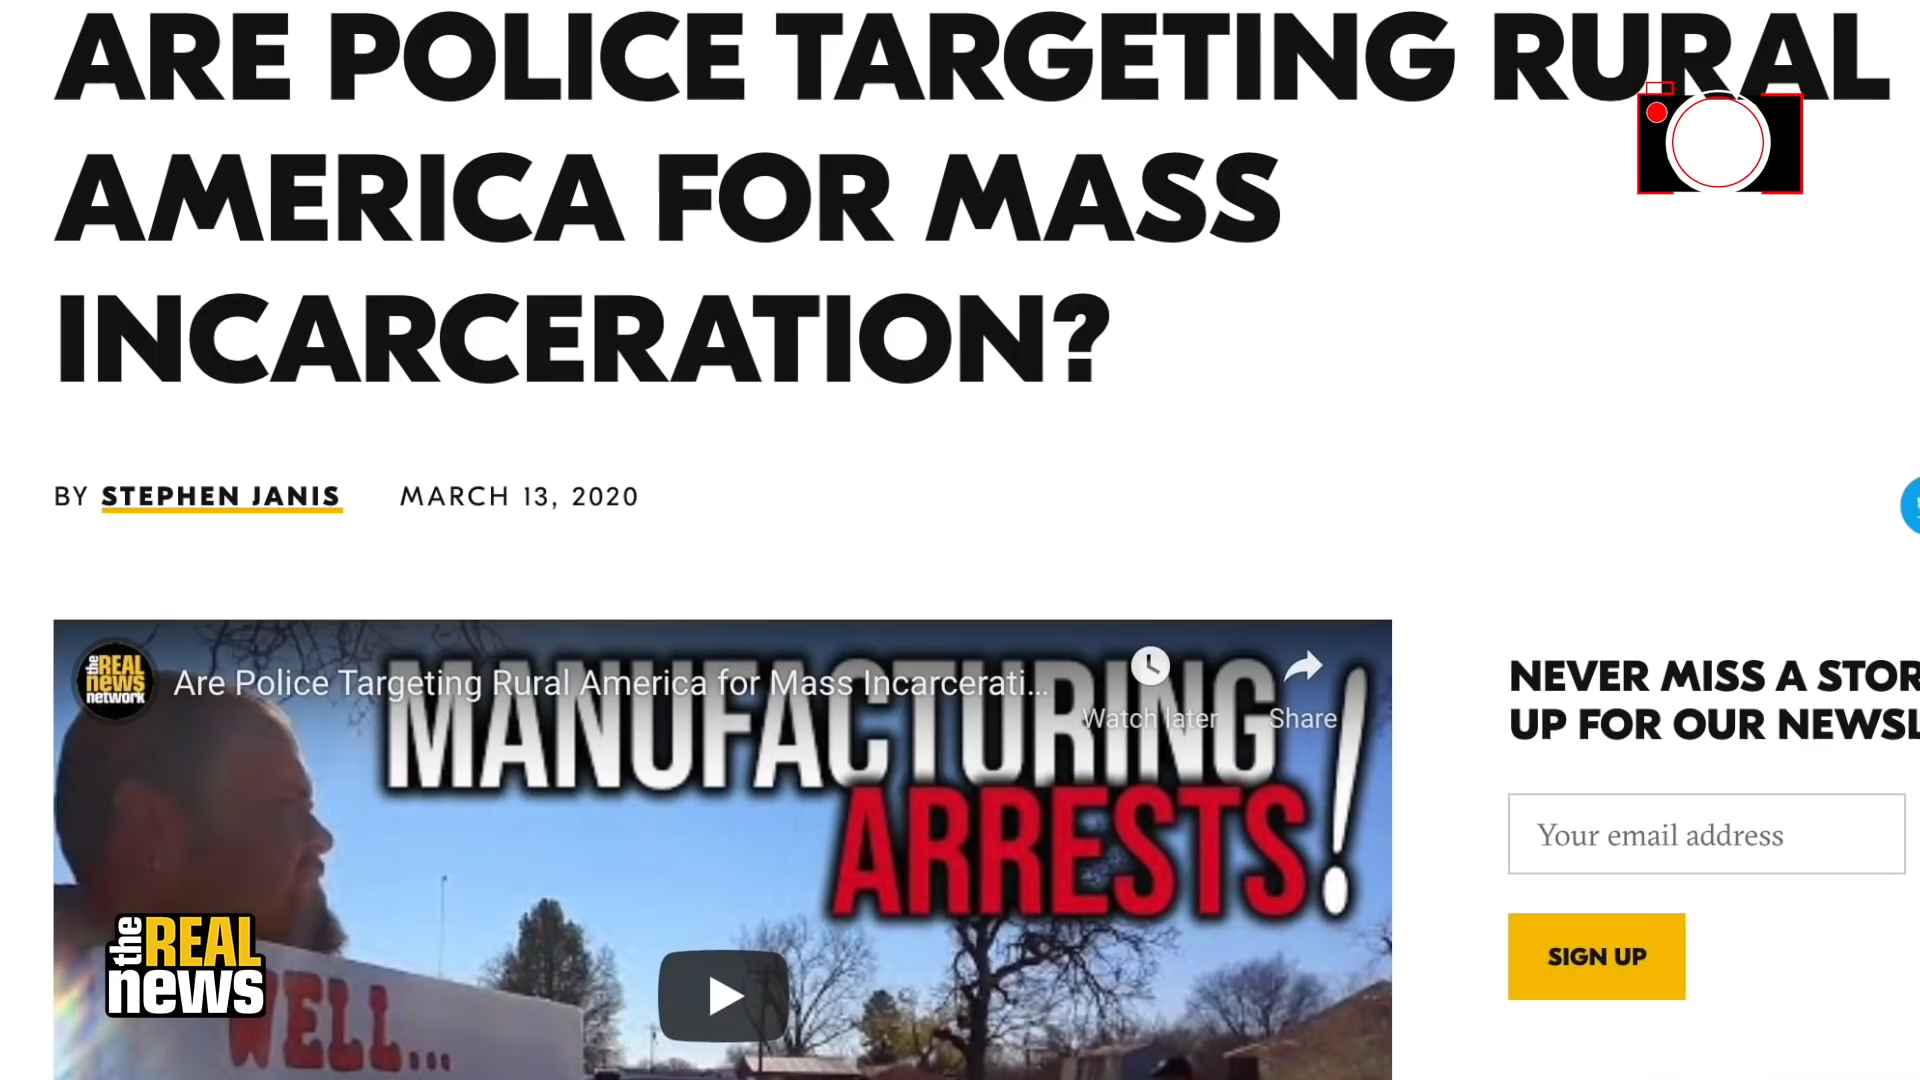 ARE POLICE TARGETING RURAL
AMERICA FOR MASS
INCARCERATION?
BY STEPHEN JANIS MARCH 13, 2020
the REAL news network
Are Police Targeting Rural America for Mass Incarcerati...
Watch later
Share
MANUFACTURING
ARRESTS!
the REAL
news
WELL...
NEVER MISS A STOR
UP FOR OUR NEWSL
Your email address
SIGN UP